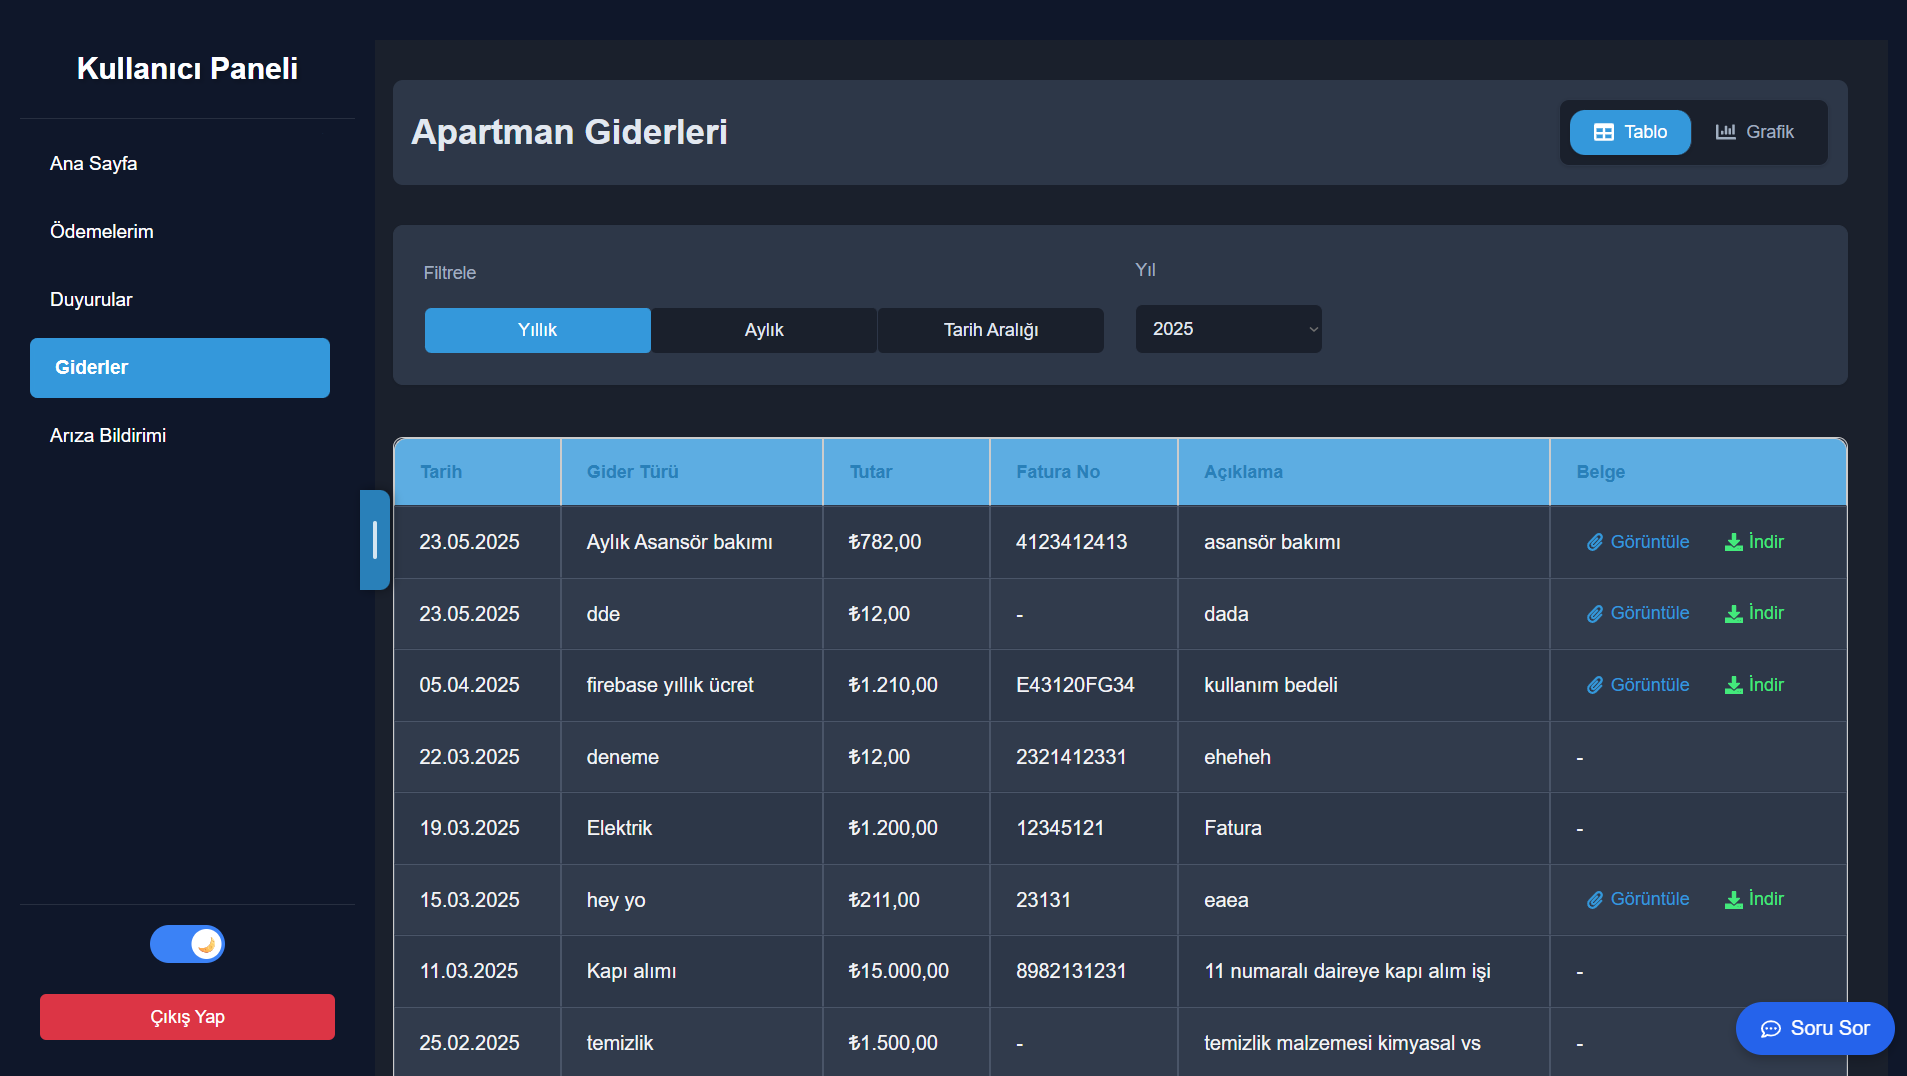 Kullanıcı Paneli
Ana Sayfa
Ödemelerim
Duyurular
Giderler
Arıza Bildirimi
Çıkış Yap
Apartman Giderleri
Tablo Grafik
Filtrele Yıl
Yıllık Aylık Tarih Aralığı 2025
Tarih Gider Türü Tutar Fatura No Açıklama Belge
23.05.2025 Aylık Asansör bakımı ₺782,00 4123412413 asansör bakımı Görüntüle İndir
23.05.2025 dde ₺12,00 - dada Görüntüle İndir
05.04.2025 firebase yıllık ücret ₺1.210,00 E43120FG34 kullanım bedeli Görüntüle İndir
22.03.2025 deneme ₺12,00 2321412331 eheheh -
19.03.2025 Elektrik ₺1.200,00 12345121 Fatura -
15.03.2025 hey yo ₺211,00 23131 eaea Görüntüle İndir
11.03.2025 Kapı alımı ₺15.000,00 8982131231 11 numaralı daireye kapı alım işi -
25.02.2025 temizlik ₺1.500,00 - temizlik malzemesi kimyasal vs -
Soru Sor